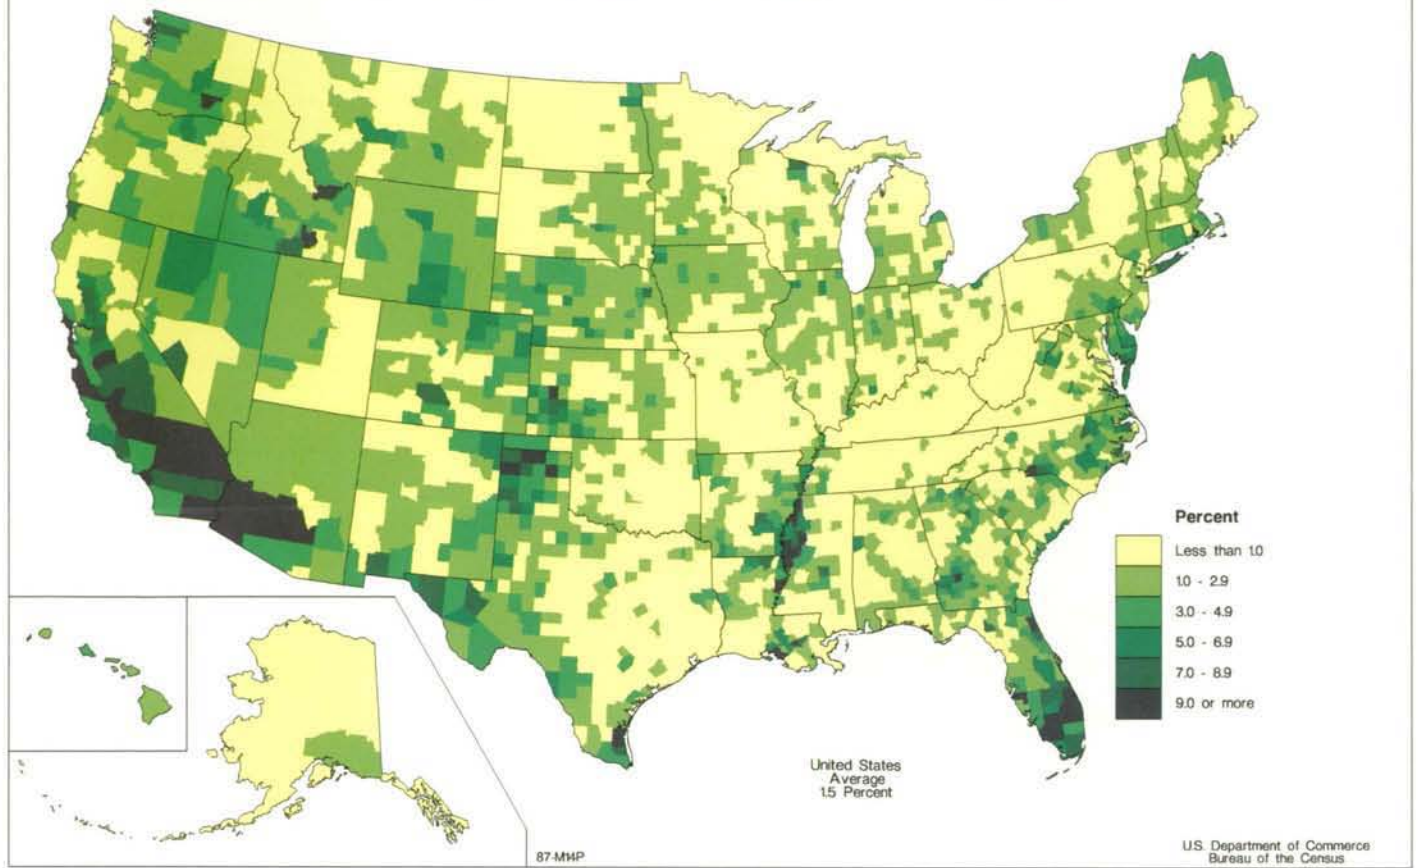 Percent
Less than 1.0
1.0 - 2.9
3.0 - 4.9
5.0 - 6.9
7.0 - 8.9
9.0 or more
United States
Average
1.5 Percent
87-M14P
U.S. Department of Commerce
Bureau of the Census